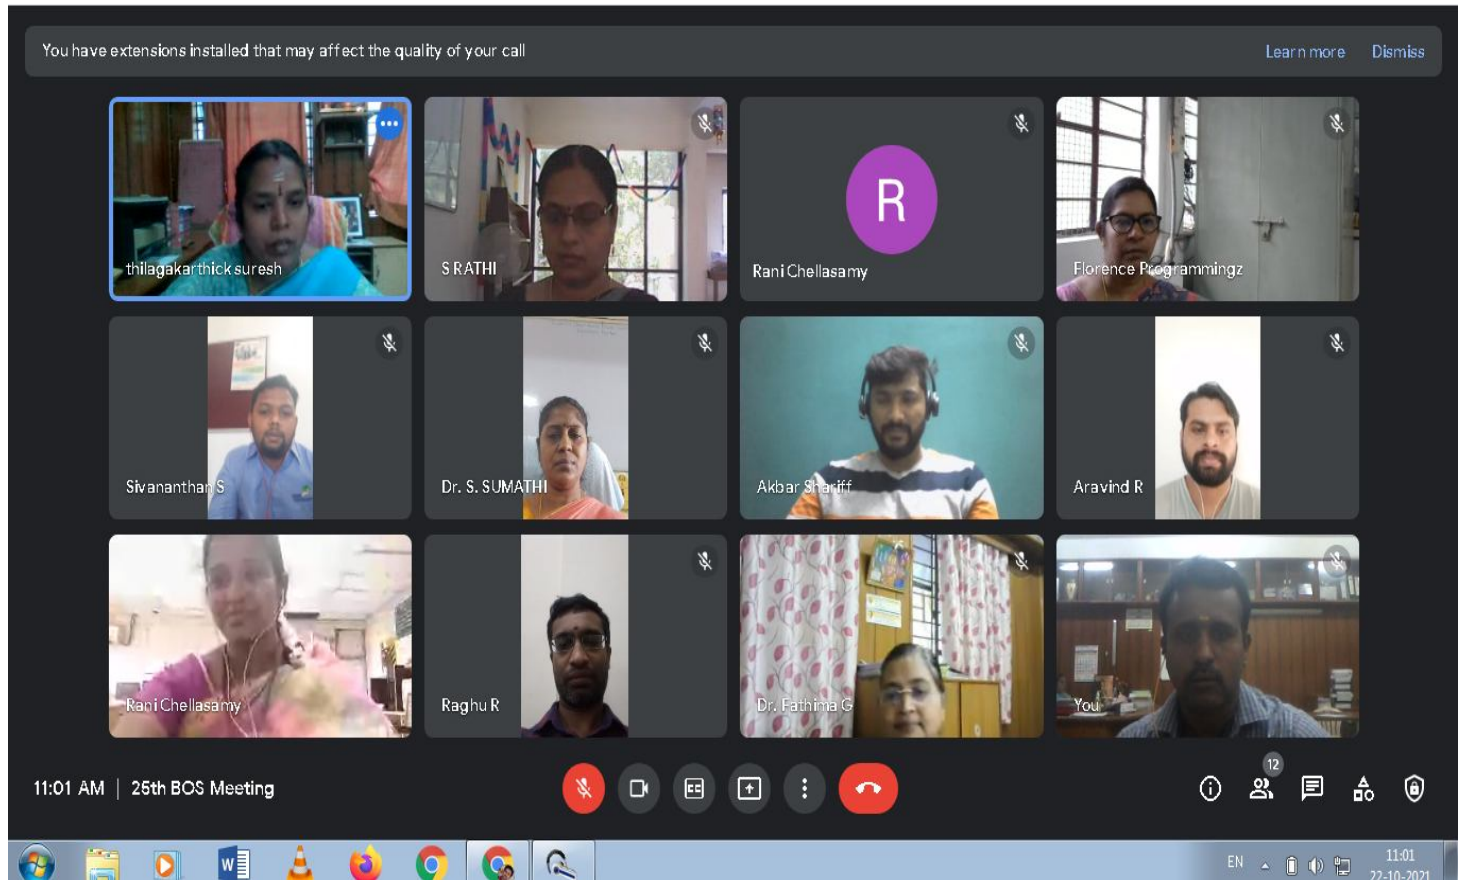 You have extensions installed that may affect the quality of your call
Learn more Dismiss
thilagakarthick suresh
S RATHI
R
Rani Chellasamy
Florence Programmingz
Sivananthan S
Dr. S. SUMATHI
Akbar Shariff
Aravind R
Rani Chellasamy
Raghu R
Dr. Fathima G
You
11:01 AM | 25th BOS Meeting
12
EN
11:01
22-10-2021